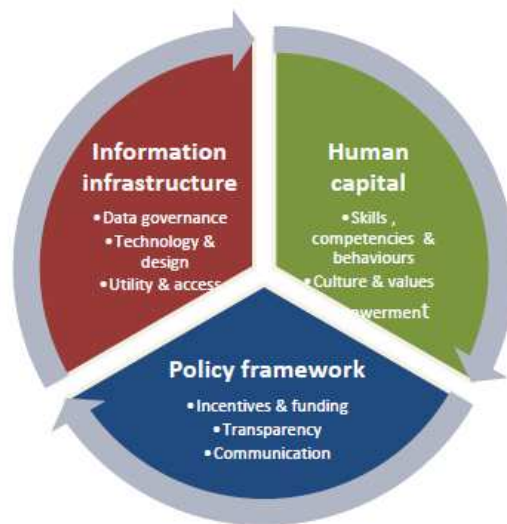 Information
infrastructure
•Data governance
•Technology &
design
•Utility & access
Human
capital
•Skills ,
competencies &
behaviours
•Culture & values
Policy framework
•Incentives & funding
•Transparency
•Communication